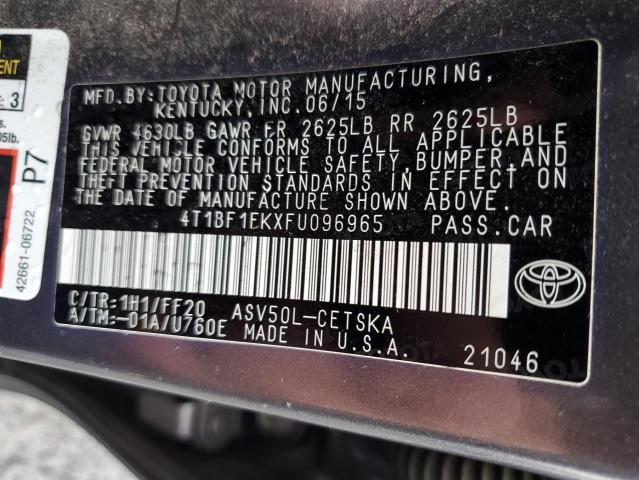 MFD.BY:TOYOTA MOTOR MANUFACTURING,
KENTUCKY, INC.06/15
GVWR 4630LB GAWR FR 2625LB RR 2625LB
THIS VEHICLE CONFORMS TO ALL APPLICABLE
FEDERAL MOTOR VEHICLE SAFETY, BUMPER,AND
THEFT PREVENTION STANDARDS IN EFFECT ON
THE DATE OF MANUFACTURE SHOWN ABOVE.
4T1BF1EKXFU096965 PASS.CAR
C/TR:1H1/FF20 ASV50L-CETSKA
A/TM:-01A/U760E MADE IN U.S.A. 21046
3
P7
42661-06722